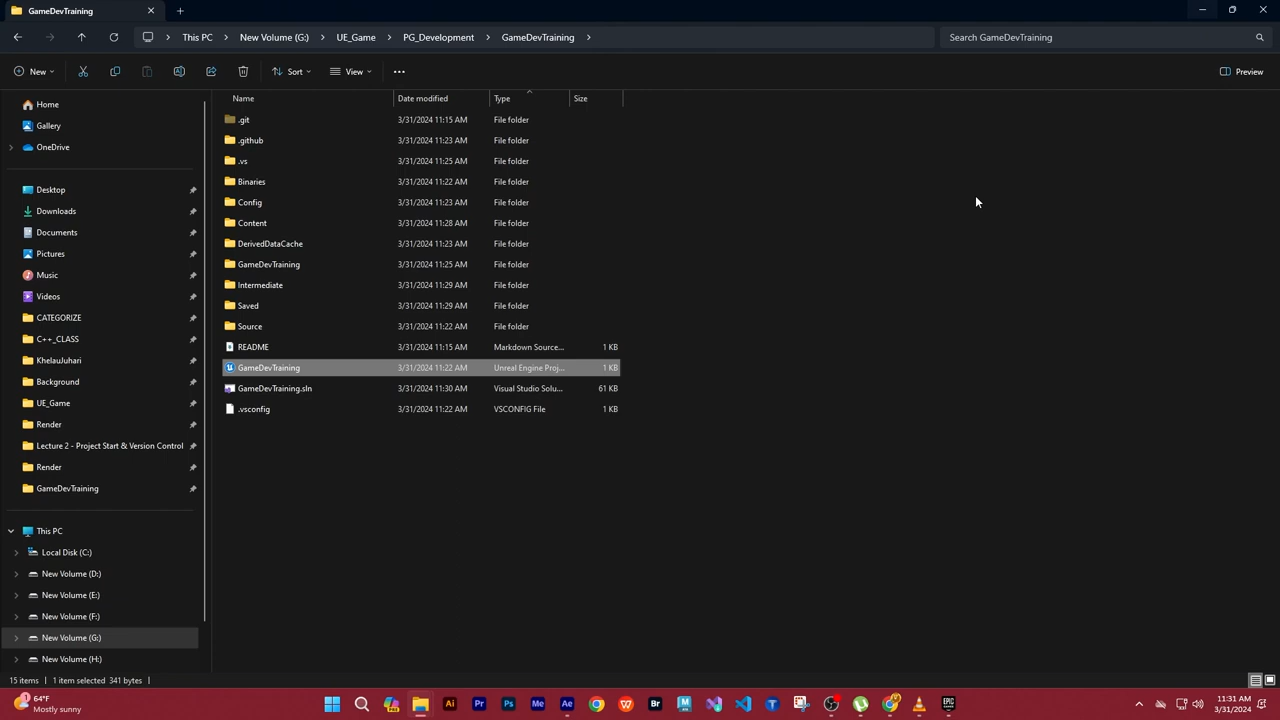 GameDevTraining
This PC New Volume (G:) UE_Game PG_Development GameDevTraining
Search GameDevTraining
New Sort View Preview
Name Date modified Type Size
Home
Gallery
OneDrive
Desktop
Downloads
Documents
Pictures
Music
Videos
CATEGORIZE
C++_CLASS
KhelauJuhari
Background
UE_Game
Render
Lecture 2 - Project Start & Version Control
Render
GameDevTraining
This PC
Local Disk (C:)
New Volume (D:)
New Volume (E:)
New Volume (F:)
New Volume (G:)
New Volume (H:)
.git 3/31/2024 11:15 AM File folder
.github 3/31/2024 11:23 AM File folder
.vs 3/31/2024 11:25 AM File folder
Binaries 3/31/2024 11:22 AM File folder
Config 3/31/2024 11:23 AM File folder
Content 3/31/2024 11:28 AM File folder
DerivedDataCache 3/31/2024 11:23 AM File folder
GameDevTraining 3/31/2024 11:25 AM File folder
Intermediate 3/31/2024 11:29 AM File folder
Saved 3/31/2024 11:29 AM File folder
Source 3/31/2024 11:22 AM File folder
README 3/31/2024 11:15 AM Markdown Source... 1 KB
GameDevTraining 3/31/2024 11:22 AM Unreal Engine Proj... 1 KB
GameDevTraining.sln 3/31/2024 11:30 AM Visual Studio Solu... 61 KB
.vsconfig 3/31/2024 11:22 AM VSCONFIG File 1 KB
15 items 1 item selected 341 bytes
1 64°F
Mostly sunny
Ai Pr Ps Me Ae Br
EPIC
GAMES
11:31 AM
3/31/2024